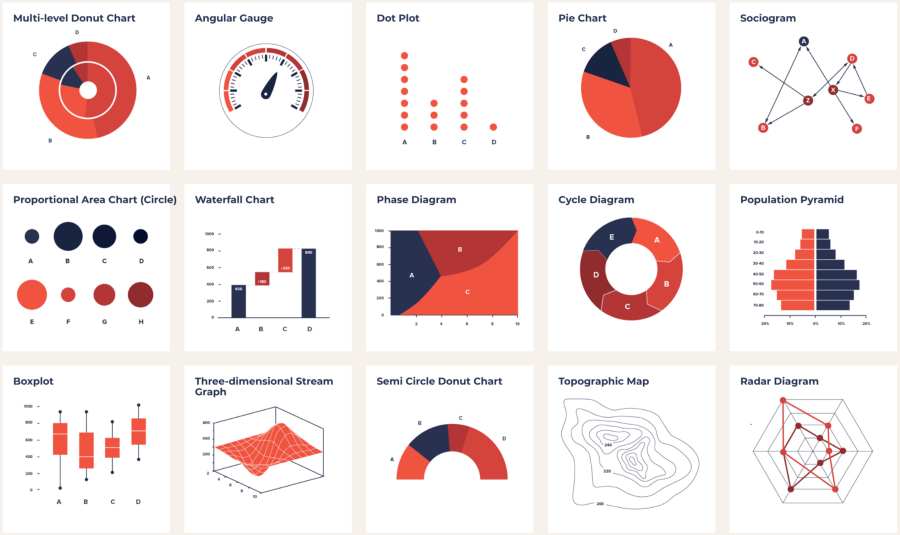 Multi-level Donut Chart
D
C
A
B
Angular Gauge
Dot Plot
A B C D
Pie Chart
D
A
C
B
Sociogram
A
C
D
X
Z
E
B
F
Proportional Area Chart (Circle)
A B C D
E F G H
Waterfall Chart
1000
800
600
400
200
0
400
+190
+220
830
A B C D
Phase Diagram
1000
800
600
400
200
0
A
B
C
2 4 6 8 10
Cycle Diagram
E
A
D
B
C
Population Pyramid
0-10
10-20
20-30
30-40
40-50
50-60
60-70
70-80
20% 10% 0% 10% 20%
Boxplot
1000
800
600
400
200
0
A B C D
Three-dimensional Stream
Graph
600
400
200
2
4
6
8
10
Semi Circle Donut Chart
C
B
D
A
Topographic Map
240
220
200
Radar Diagram